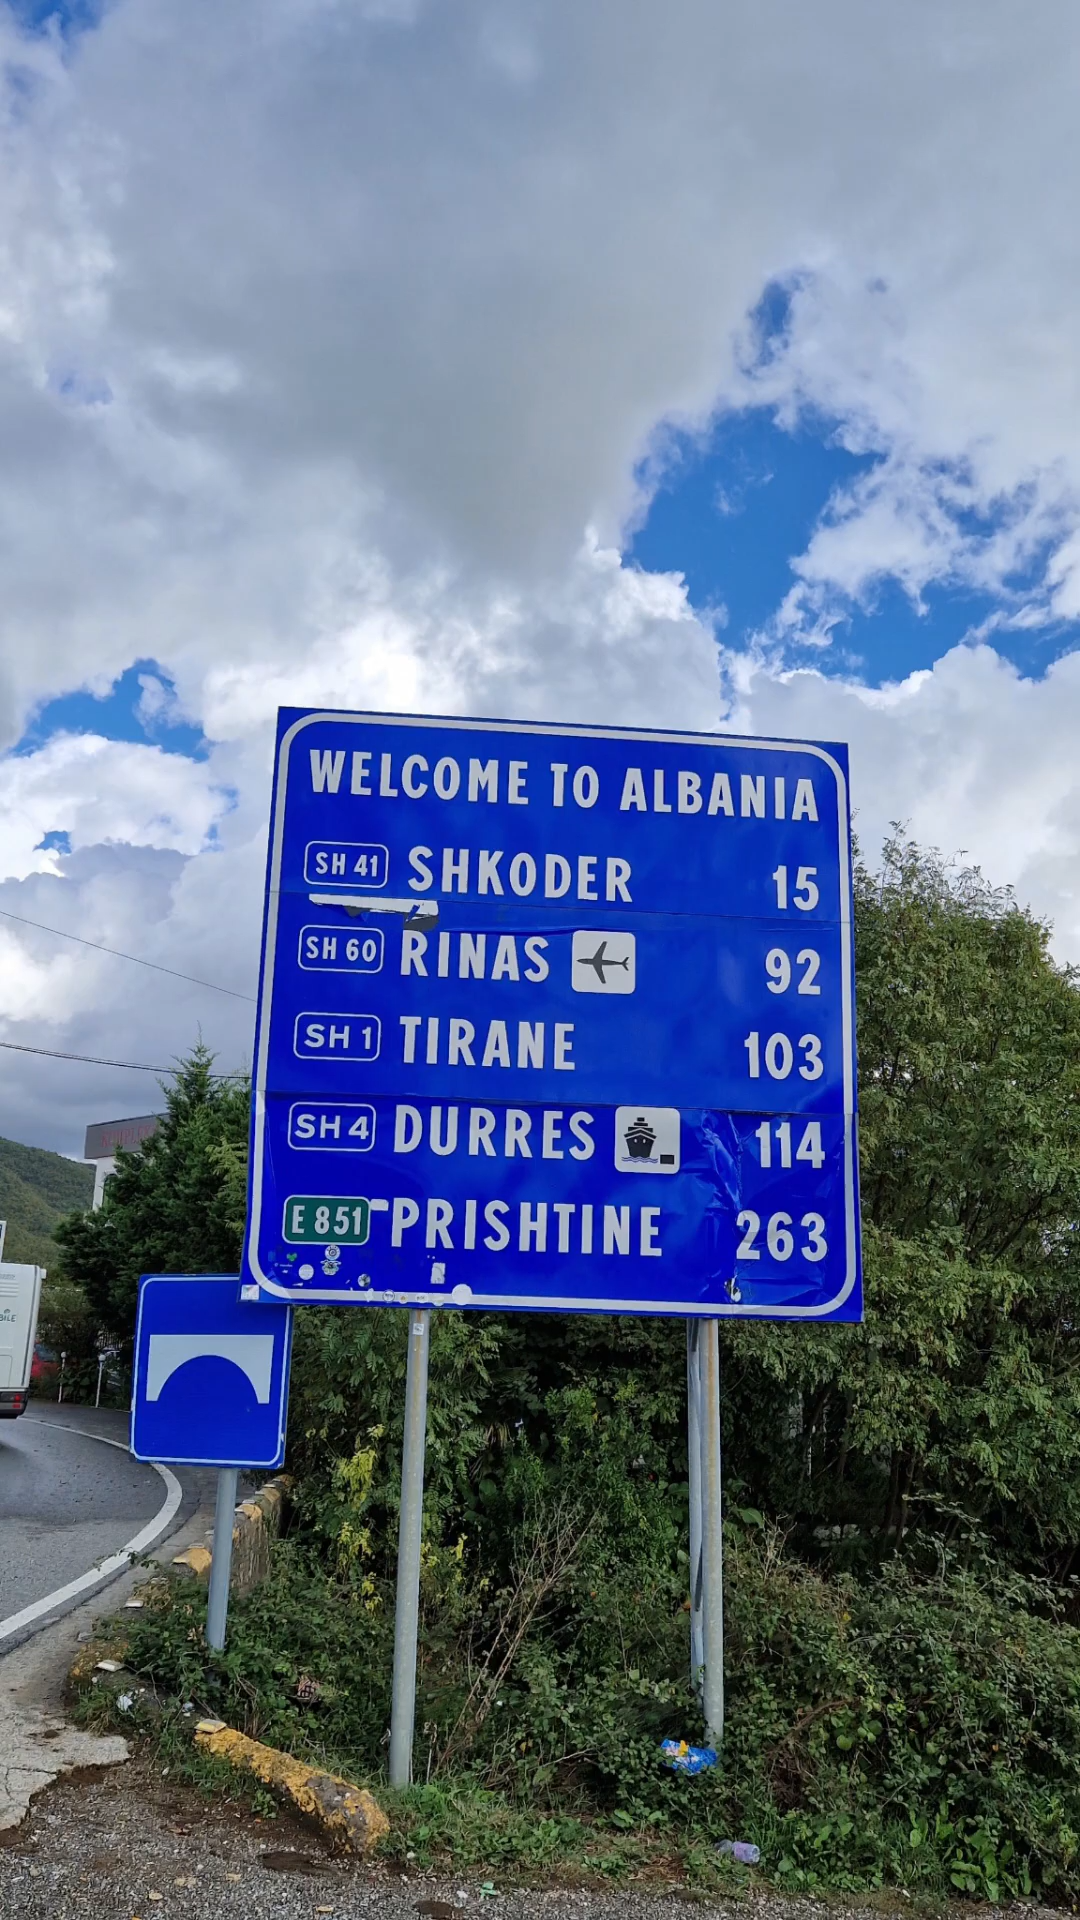 WELCOME TO ALBANIA
SH 41 SHKODER 15
SH 60 RINAS 92
SH 1 TIRANE 103
SH 4 DURRES 114
E 851 PRISHTINE 263